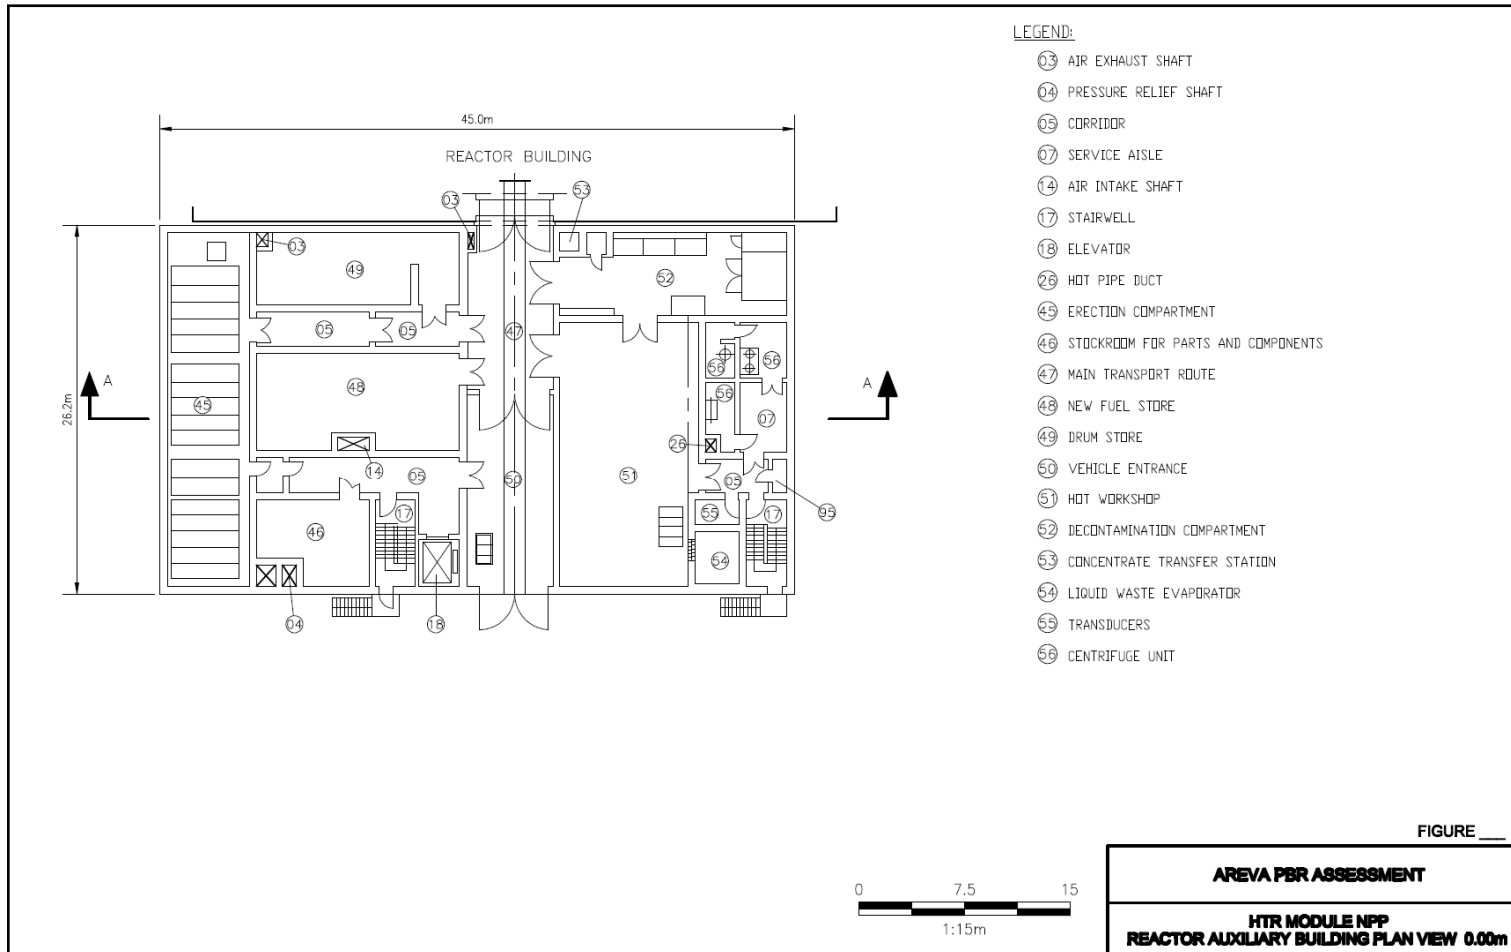 LEGEND:
03 AIR EXHAUST SHAFT
04 PRESSURE RELIEF SHAFT
05 CORRIDOR
07 SERVICE AISLE
14 AIR INTAKE SHAFT
17 STAIRWELL
18 ELEVATOR
26 HOT PIPE DUCT
45 ERECTION COMPARTMENT
46 STOCKROOM FOR PARTS AND COMPONENTS
47 MAIN TRANSPORT ROUTE
48 NEW FUEL STORE
49 DRUM STORE
50 VEHICLE ENTRANCE
51 HOT WORKSHOP
52 DECONTAMINATION COMPARTMENT
53 CONCENTRATE TRANSFER STATION
54 LIQUID WASTE EVAPORATOR
55 TRANSDUCERS
56 CENTRIFUGE UNIT
45.0m
REACTOR BUILDING
53
03
03
49
52
05
05
47
56
56
A
A
26.2m
48
45
56
07
26
14
05
50
51
05
17
55
17
95
46
54
04
18
FIGURE ___
0 7.5 15
1:15m
AREVA PBR ASSESSMENT
HTR MODULE NPP
REACTOR AUXILIARY BUILDING PLAN VIEW 0.00m